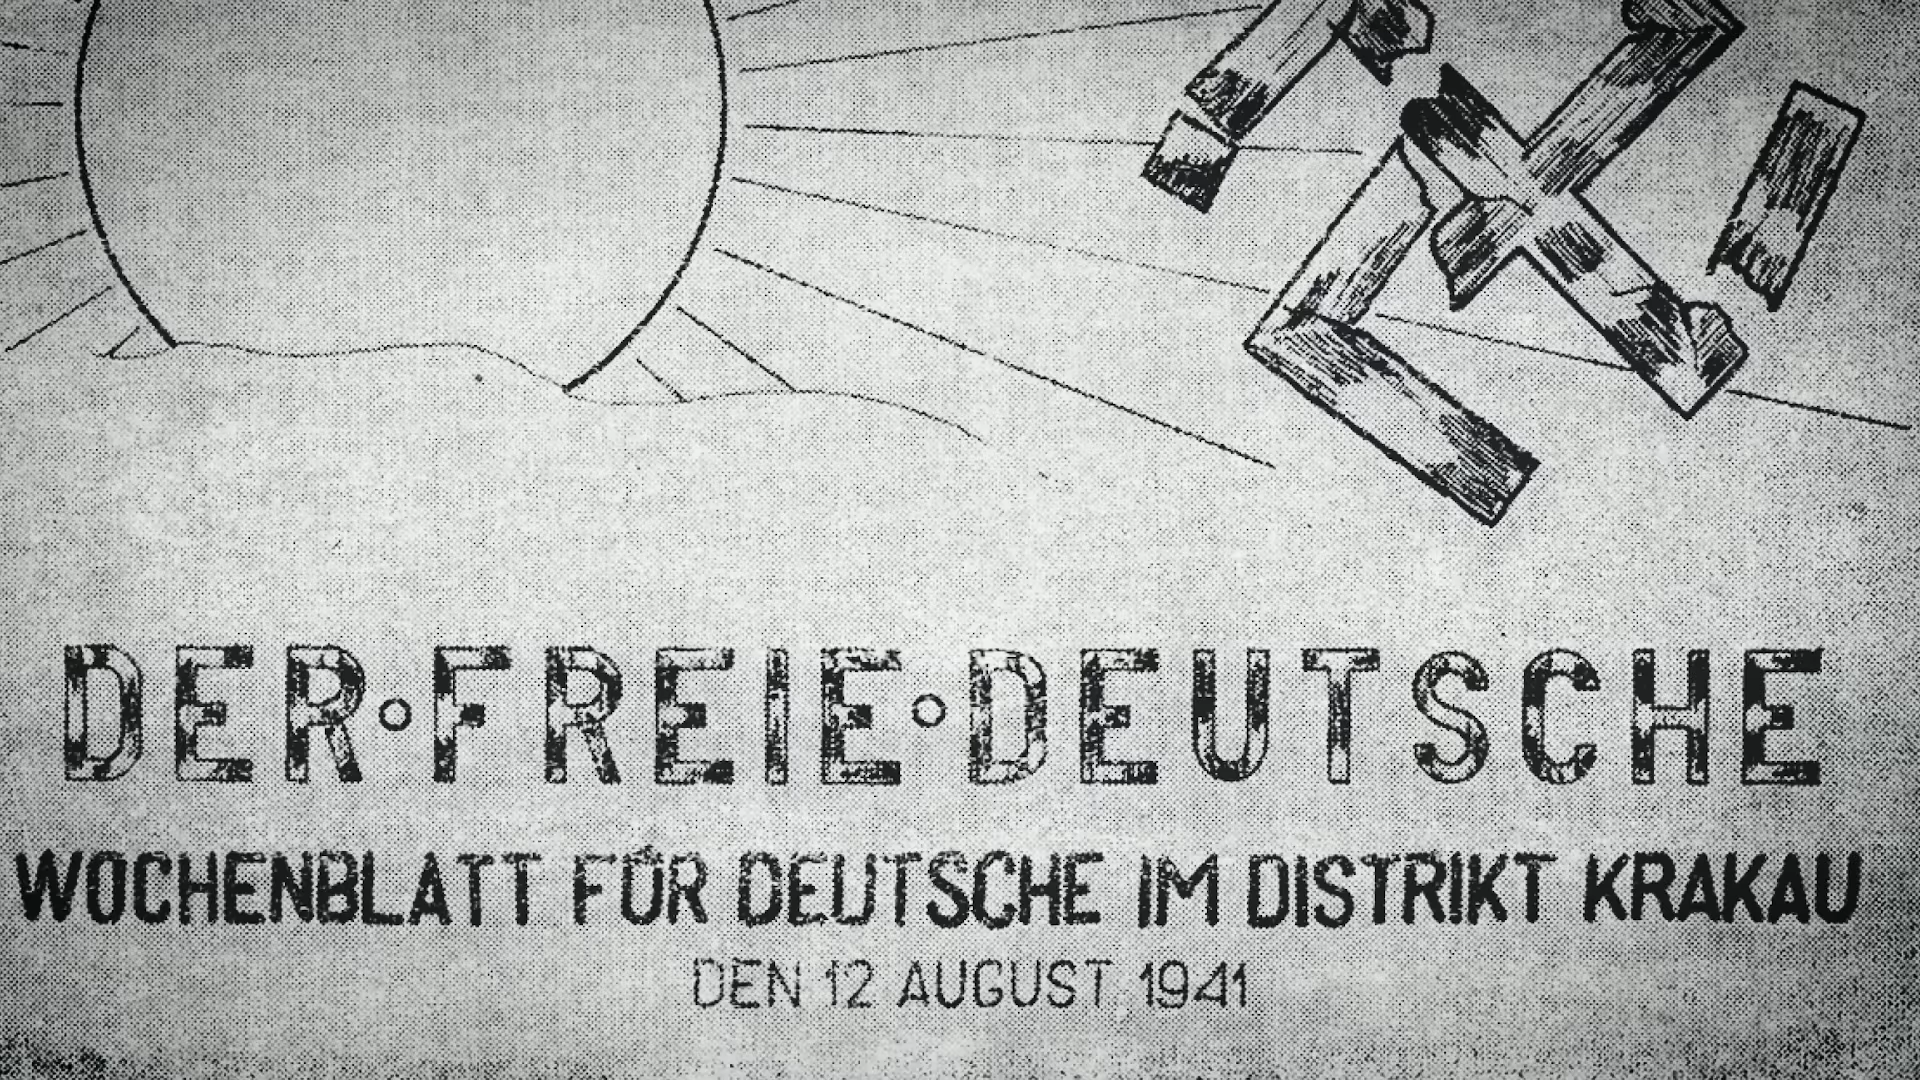 DER·FREIE·DEUTSCHE
WOCHENBLATT FÜR DEUTSCHE IM DISTRIKT KRAKAU
DEN 12 AUGUST 1941